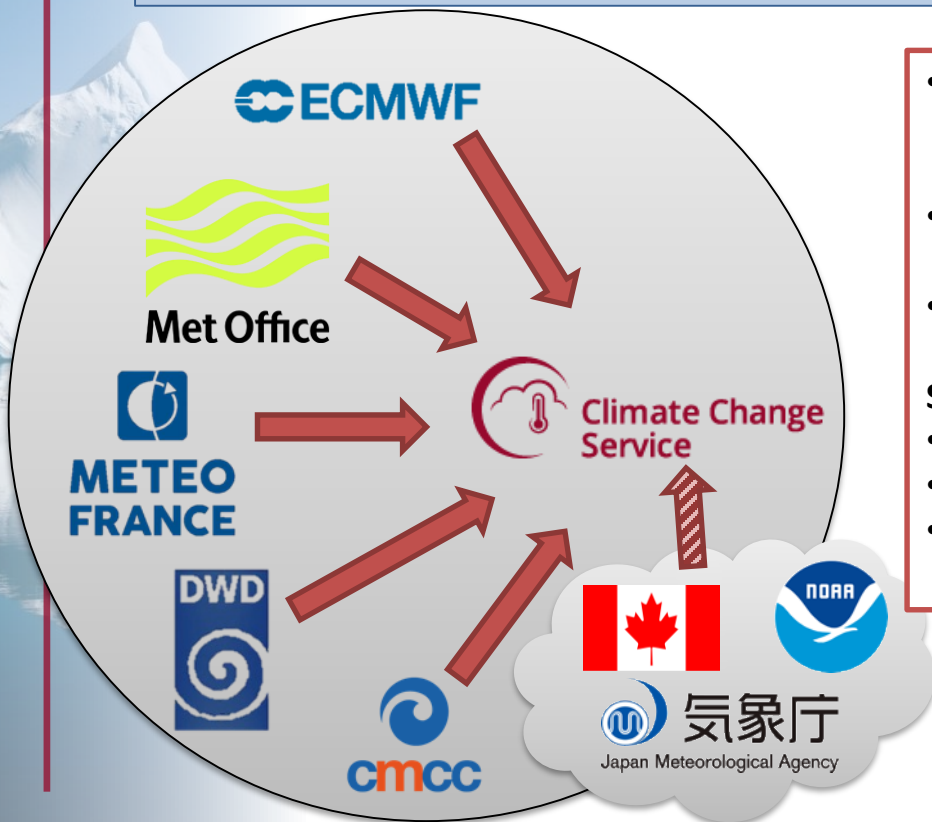 ECMWF
Met Office
METEO
FRANCE
Climate Change
Service
DWD
NOAA
cmcc
気象庁
Japan Meteorological Agency